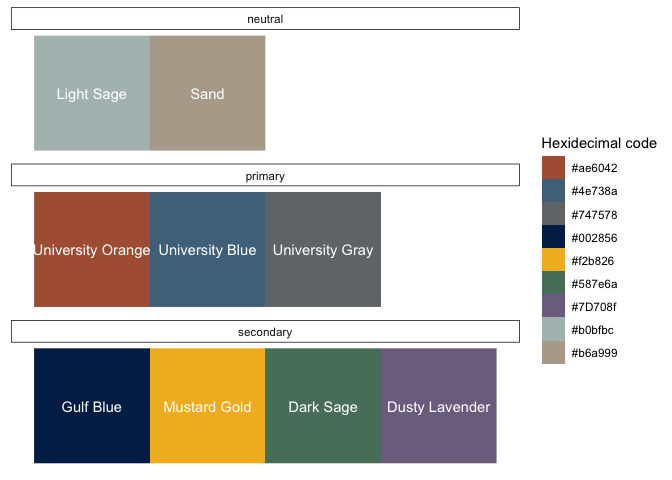 neutral
Light Sage
Sand
primary
University Orange
University Blue
University Gray
secondary
Gulf Blue
Mustard Gold
Dark Sage
Dusty Lavender
Hexidecimal code
#ae6042
#4e738a
#747578
#002856
#f2b826
#587e6a
#7D708f
#b0bfbc
#b6a999